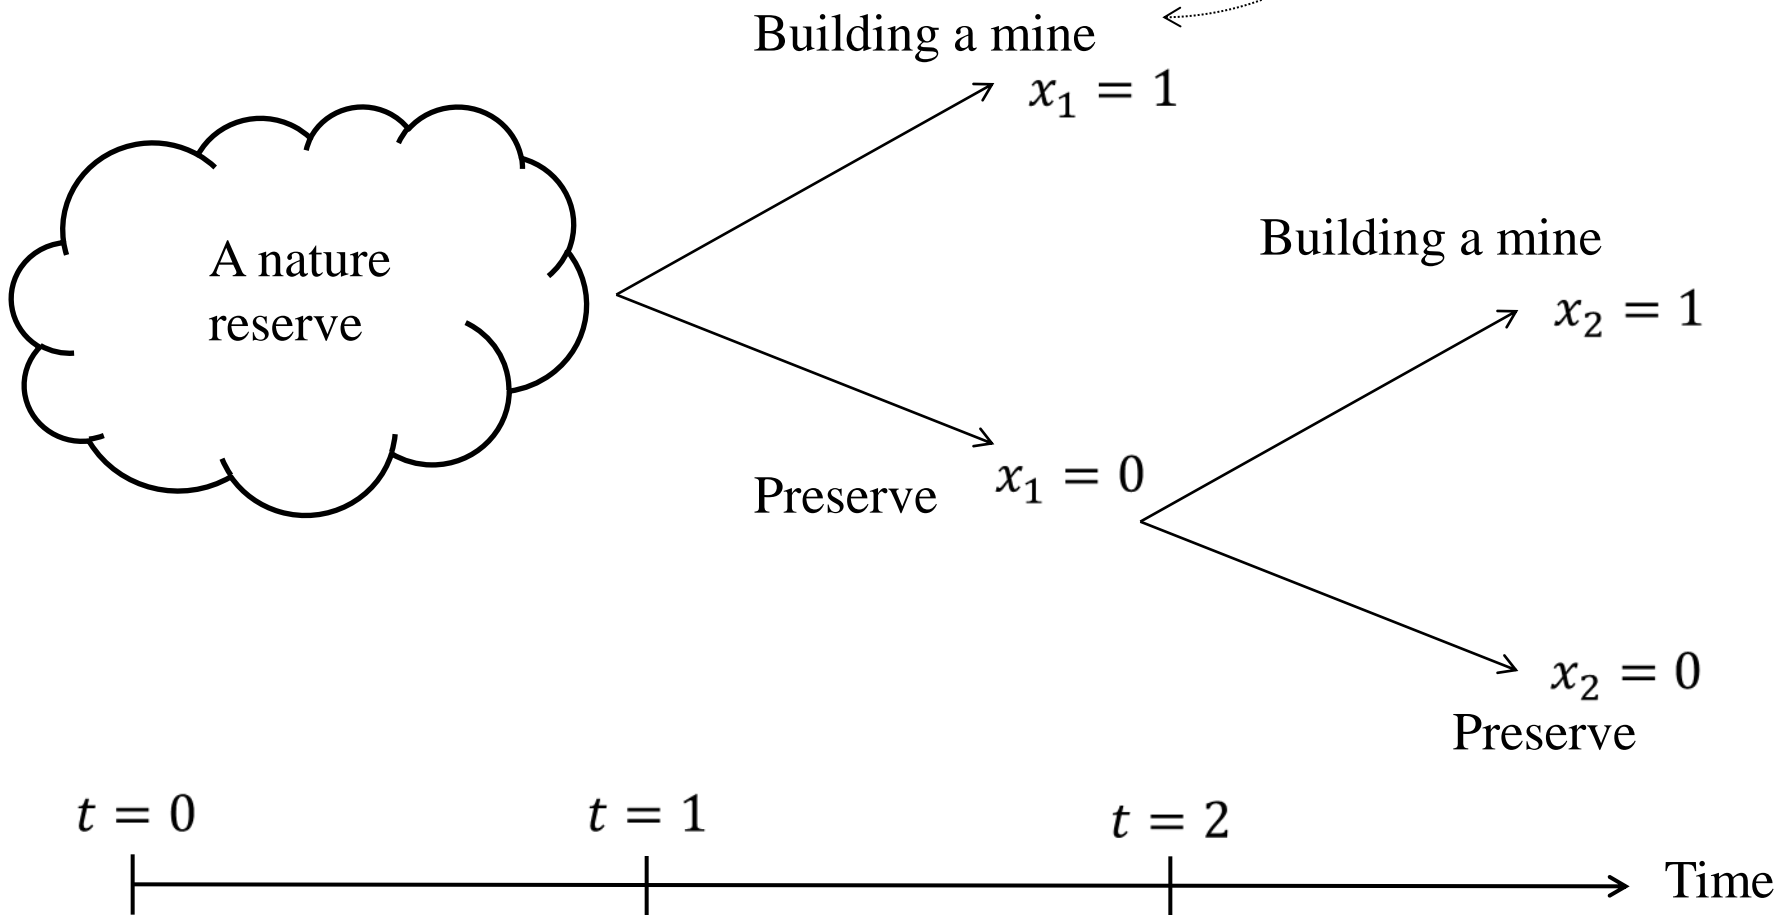 Building a mine
x₁ = 1
A nature
reserve
Building a mine
x₂ = 1
Preserve
x₁ = 0
x₂ = 0
Preserve
t = 0
t = 1
t = 2
Time